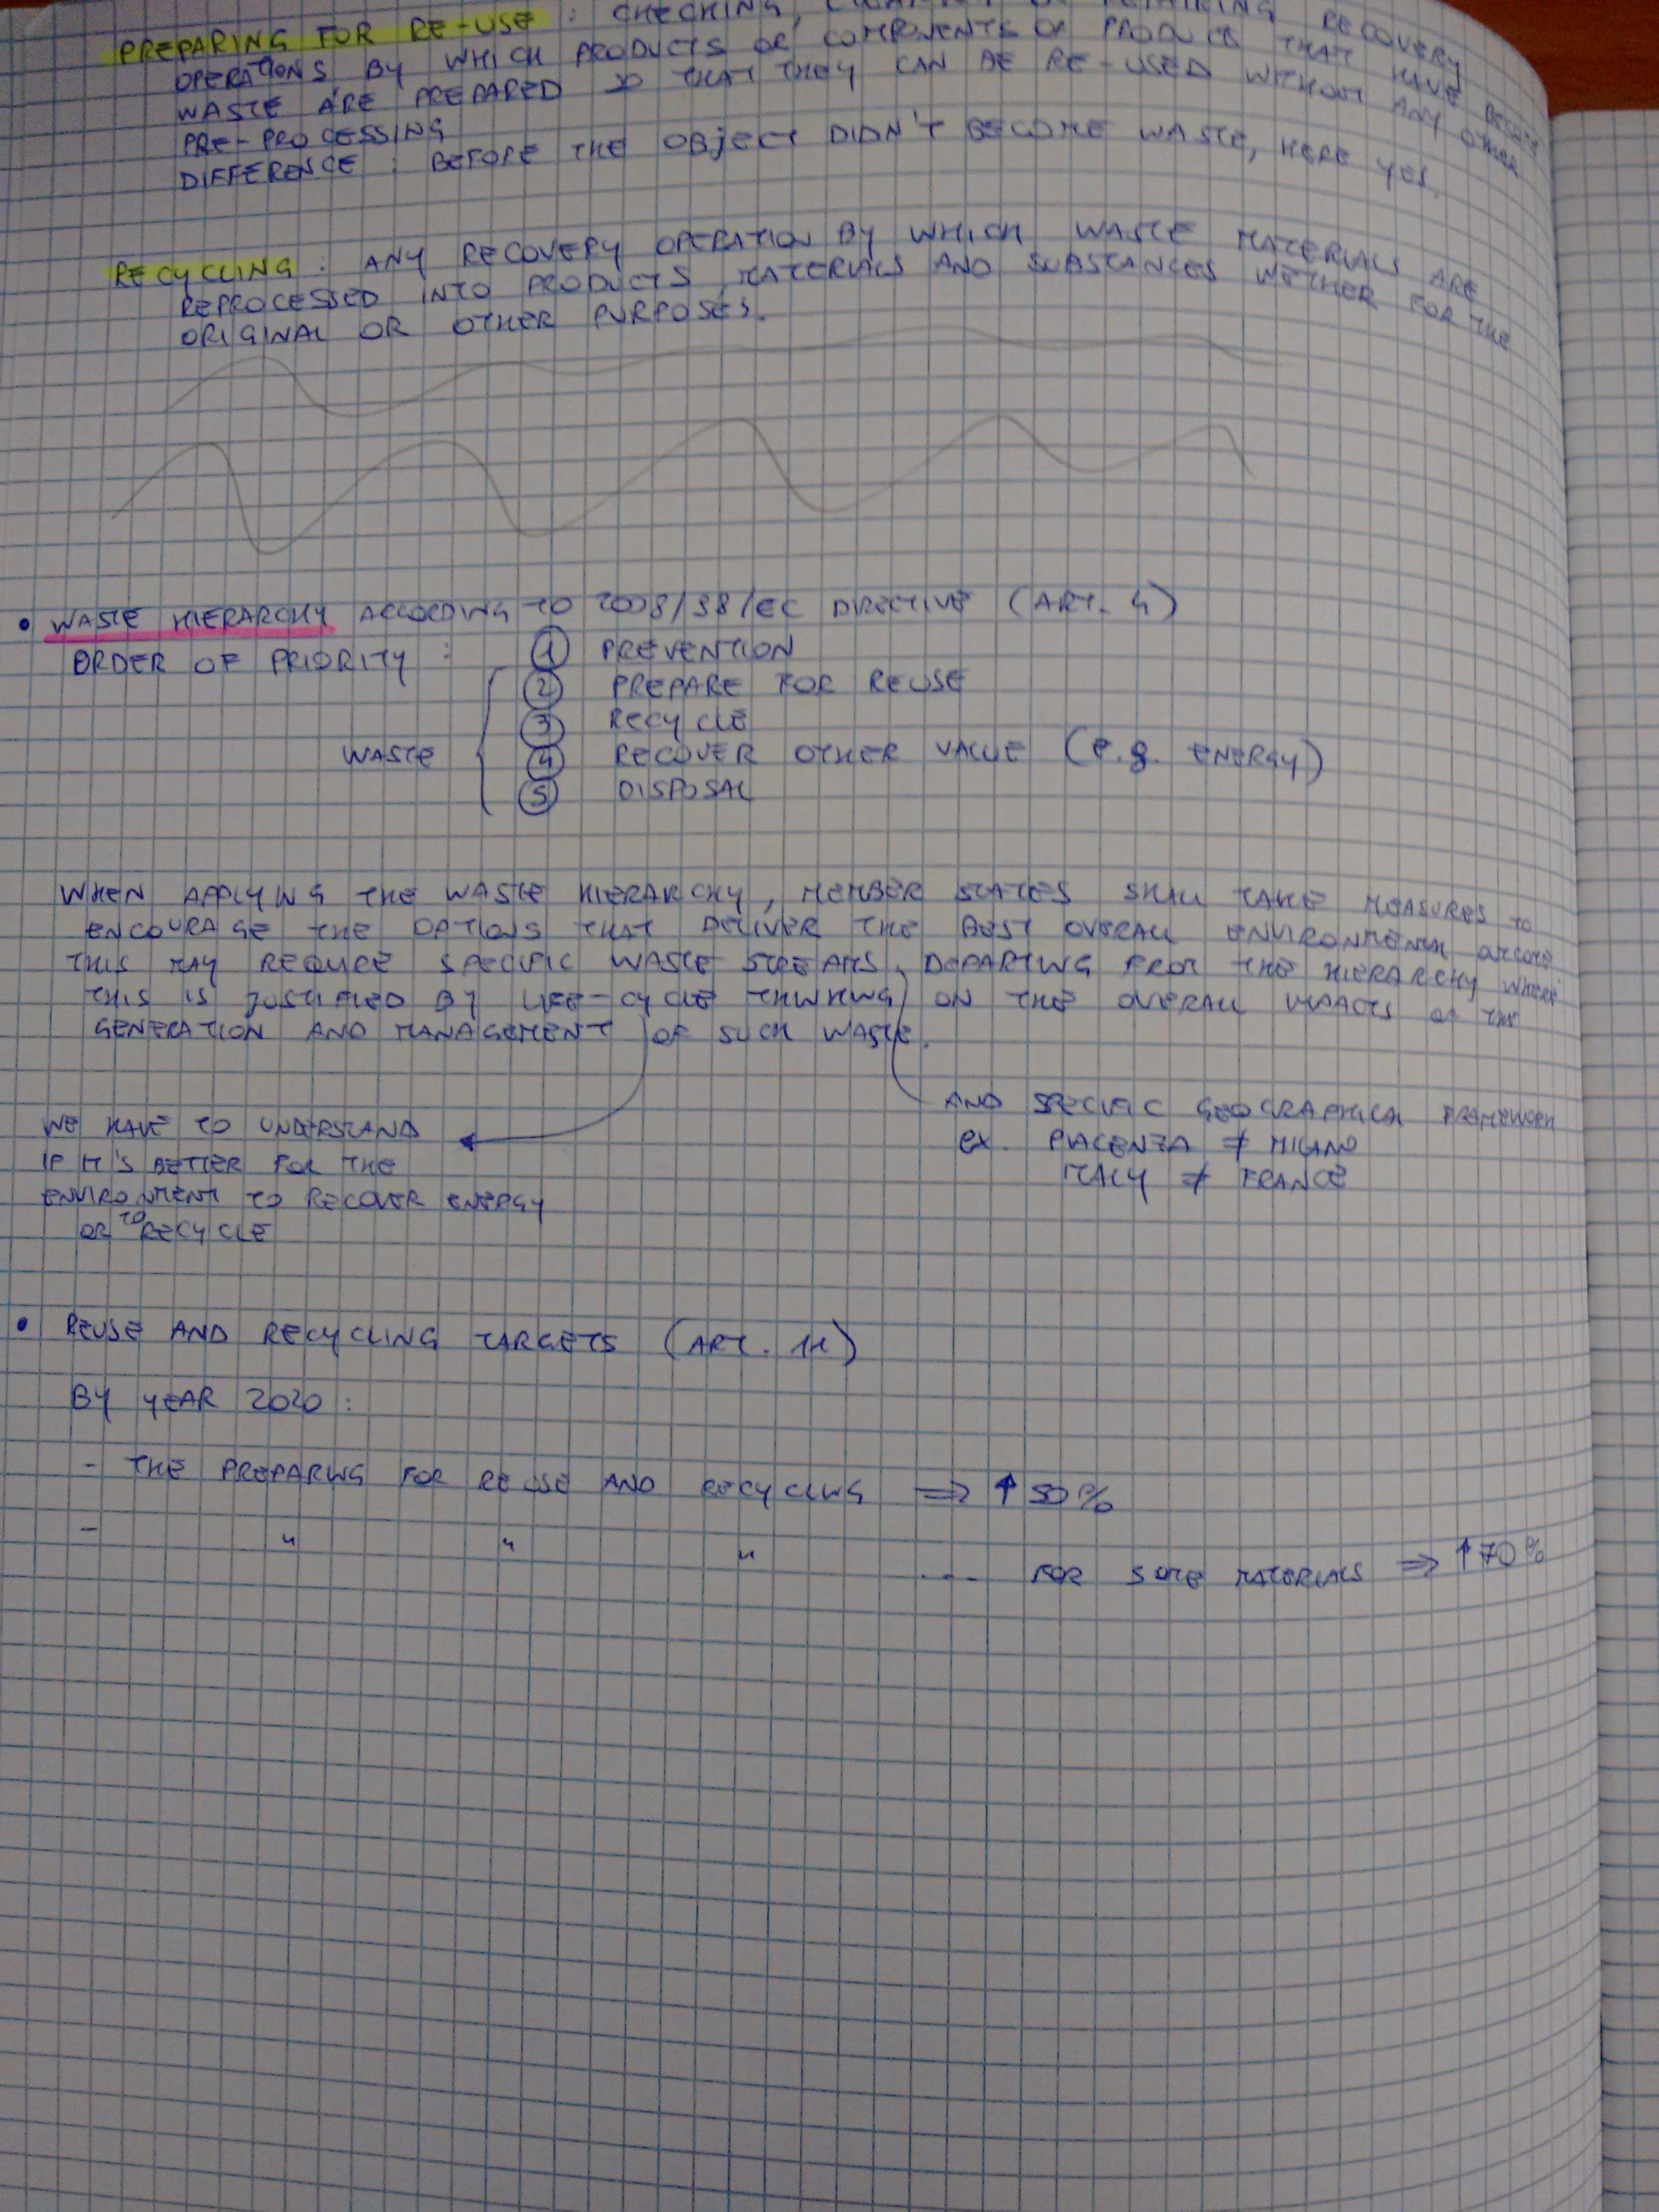 PREPARING FOR RE-USE : CHECKING, REPAIRING RECOVERY
OPERATIONS BY WHICH PRODUCTS OR COMPONENTS OF PRODUCTS THAT HAVE BECOME
WASTE ARE PREPARED SO THAT THEY CAN BE RE-USED WITHOUT ANY OTHER
PRE-PROCESSING
DIFFERENCE : BEFORE THE OBJECT DIDN'T BECOME WASTE, HERE YES.
RECYCLING : ANY RECOVERY OPERATION BY WHICH WASTE MATERIALS ARE
REPROCESSED INTO PRODUCTS, MATERIALS AND SUBSTANCES WETHER FOR THE
ORIGINAL OR OTHER PURPOSES.
• WASTE HIERARCHY ACCORDING TO 2008/98/EC DIRECTIVE (ART. 4)
ORDER OF PRIORITY : 1 PREVENTION
2 PREPARE FOR REUSE
3 RECYCLE
WASTE 4 RECOVER OTHER VALUE (e.g. ENERGY)
5 DISPOSAL
WHEN APPLYING THE WASTE HIERARCHY, MEMBER STATES SHALL TAKE MEASURES TO
ENCOURAGE THE OPTIONS THAT DELIVER THE BEST OVERALL ENVIRONMENTAL
THIS MAY REQUIRE SPECIFIC WASTE STREAMS, DEPARTING FROM THE HIERARCHY WHERE
THIS IS JUSTIFIED BY LIFE-CYCLE THINKING ON THE OVERALL IMPACTS OF THE
GENERATION AND MANAGEMENT OF SUCH WASTE.
AND SPECIFIC GEOGRAPHICAL FRAMEWORK
ex. PIACENZA ≠ MILANO
ITALY ≠ FRANCE
WE HAVE TO UNDERSTAND
IF IT'S BETTER FOR THE
ENVIRONMENT TO RECOVER ENERGY
OR TO RECYCLE
• REUSE AND RECYCLING TARGETS (ART. 11)
BY YEAR 2020 :
- THE PREPARING FOR REUSE AND RECYCLING ⇒ ↑ 50%
- " " " .... FOR SOME MATERIALS ⇒ ↑ 70%